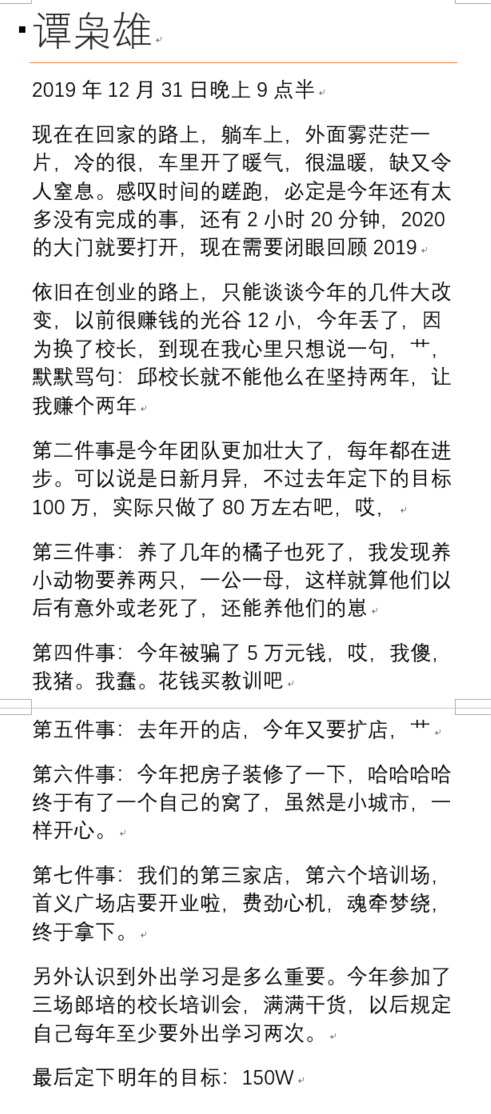 谭枭雄
2019 年 12 月 31 日晚上 9 点半
现在在回家的路上，躺车上，外面雾茫茫一
片，冷的很，车里开了暖气，很温暖，缺又令
人窒息。感叹时间的蹉跑，必定是今年还有太
多没有完成的事，还有 2 小时 20 分钟，2020
的大门就要打开，现在需要闭眼回顾 2019
依旧在创业的路上，只能谈谈今年的几件大改
变，以前很赚钱的光谷 12 小，今年丢了，因
为换了校长，到现在我心里只想说一句，艹，
默默骂句：邱校长就不能他么在坚持两年，让
我赚个两年
第二件事是今年团队更加壮大了，每年都在进
步。可以说是日新月异，不过去年定下的目标
100 万，实际只做了 80 万左右吧，哎，
第三件事：养了几年的橘子也死了，我发现养
小动物要养两只，一公一母，这样就算他们以
后有意外或老死了，还能养他们的崽
第四件事：今年被骗了 5 万元钱，哎，我傻，
我猪。我蠢。花钱买教训吧
第五件事：去年开的店，今年又要扩店，艹
第六件事：今年把房子装修了一下，哈哈哈哈
终于有了一个自己的窝了，虽然是小城市，一
样开心。
第七件事：我们的第三家店，第六个培训场，
首义广场店要开业啦，费劲心机，魂牵梦绕，
终于拿下。
另外认识到外出学习是多么重要。今年参加了
三场郎培的校长培训会，满满干货，以后规定
自己每年至少要外出学习两次。
最后定下明年的目标：150W